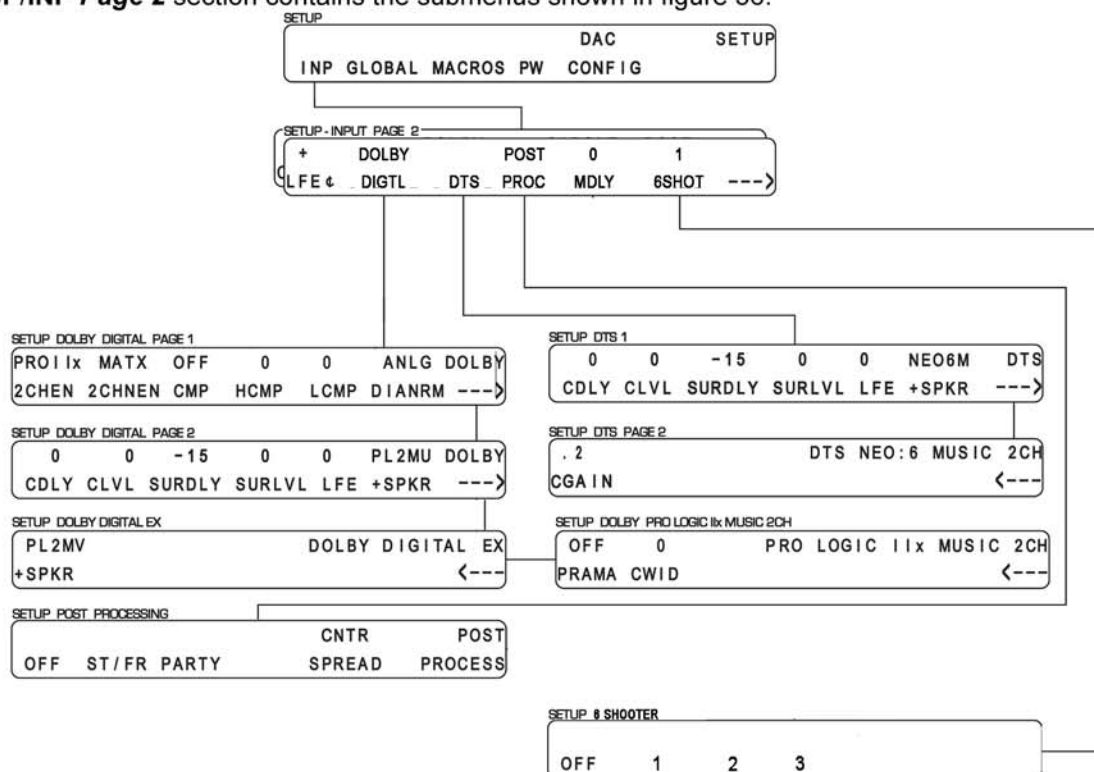 /INP Page 2 section contains the submenus shown in figure
SETUP
DAC SETUP
INP GLOBAL MACROS PW CONFIG
SETUP-INPUT PAGE 2
+ DOLBY POST 0 1
LFE¢ DIGTL DTS PROC MDLY 6SHOT --->
SETUP DOLBY DIGITAL PAGE 1
PROIIx MATX OFF 0 0 ANLG DOLBY
2CHEN 2CHNEN CMP HCMP LCMP DIANRM --->
SETUP DTS 1
0 0 -15 0 0 NEO6M DTS
CDLY CLVL SURDLY SURLVL LFE +SPKR --->
SETUP DOLBY DIGITAL PAGE 2
0 0 -15 0 0 PL2MU DOLBY
CDLY CLVL SURDLY SURLVL LFE +SPKR --->
SETUP DTS PAGE 2
.2 DTS NEO:6 MUSIC 2CH
CGAIN <---
SETUP DOLBY DIGITAL EX
PL2MV DOLBY DIGITAL EX
+SPKR <---
SETUP DOLBY PRO LOGIC IIx MUSIC 2CH
OFF 0 PRO LOGIC IIx MUSIC 2CH
PRAMA CWID <---
SETUP POST PROCESSING
CNTR POST
OFF ST/FR PARTY SPREAD PROCESS
SETUP 6 SHOOTER
OFF 1 2 3